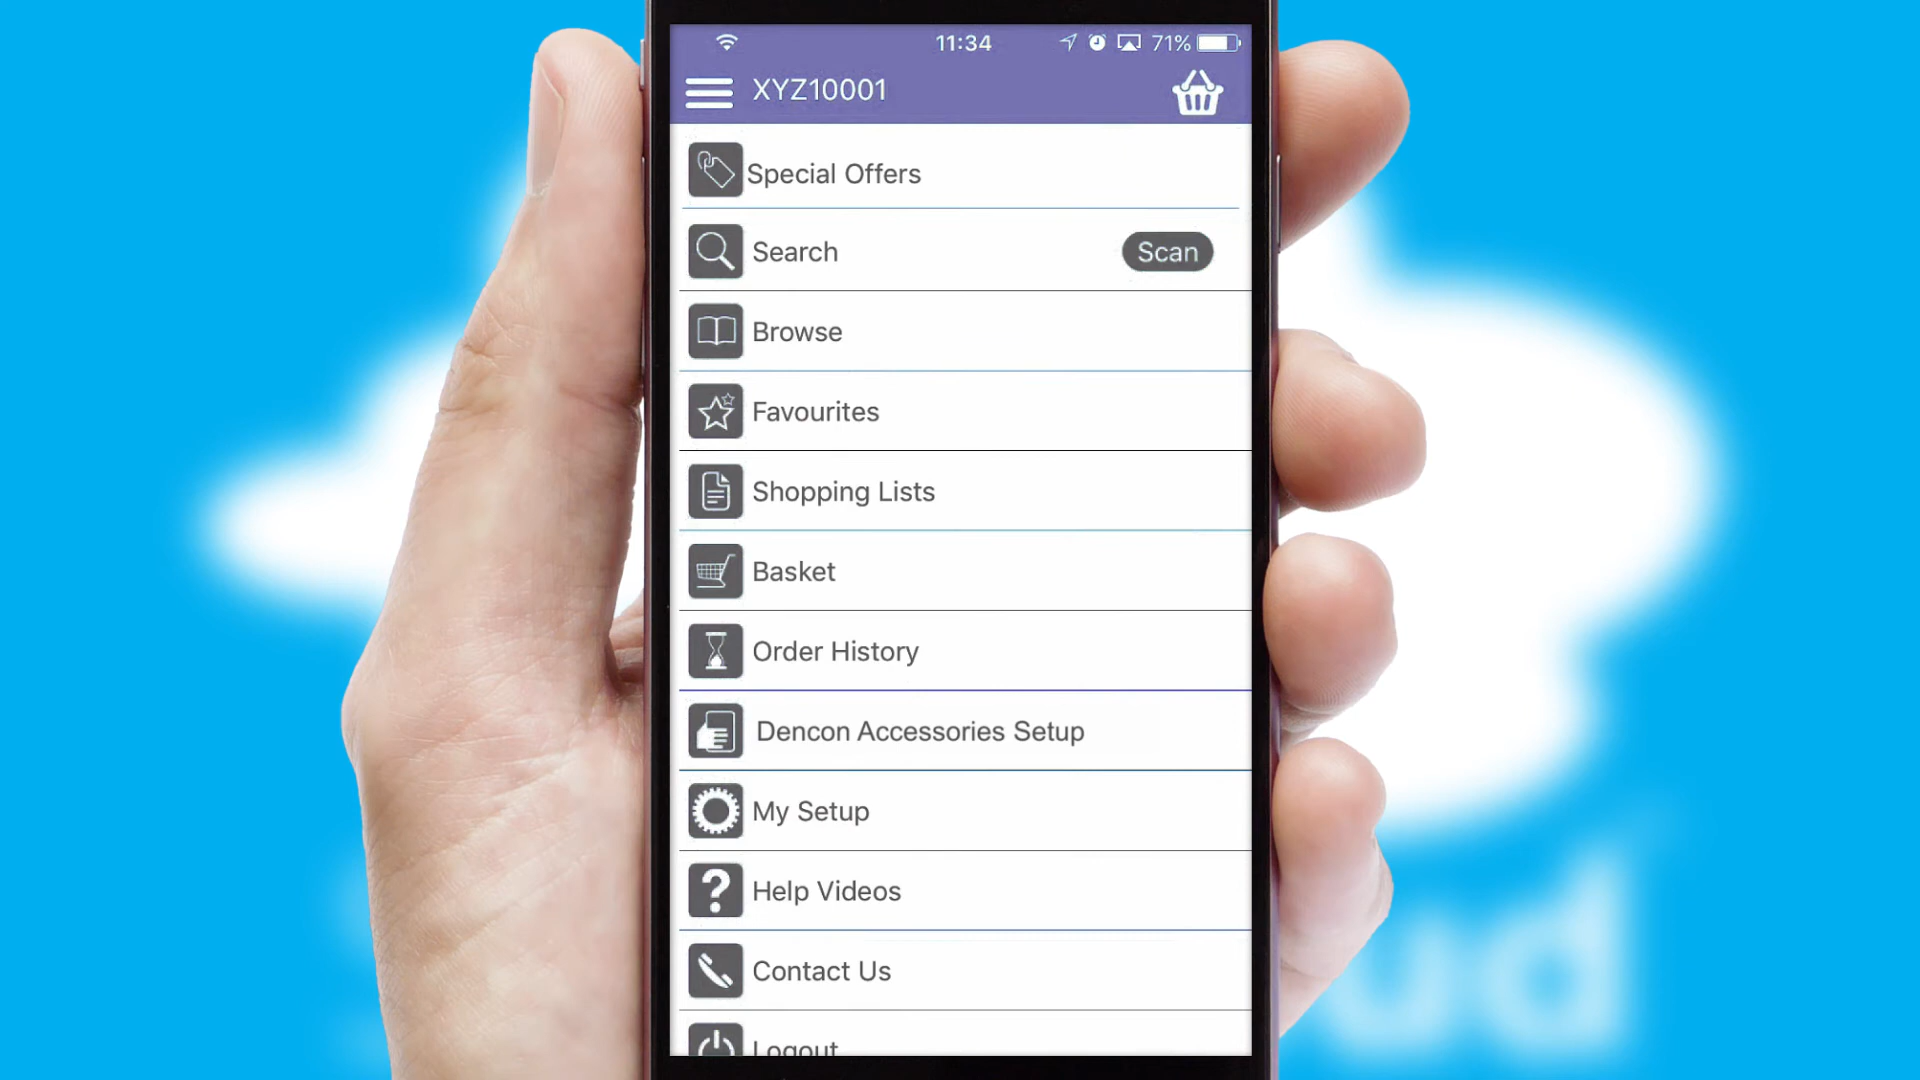 11:34
71%
XYZ10001
Special Offers
Search
Scan
Browse
Favourites
Shopping Lists
Basket
Order History
Dencon Accessories Setup
My Setup
Help Videos
Contact Us
Logout
ud